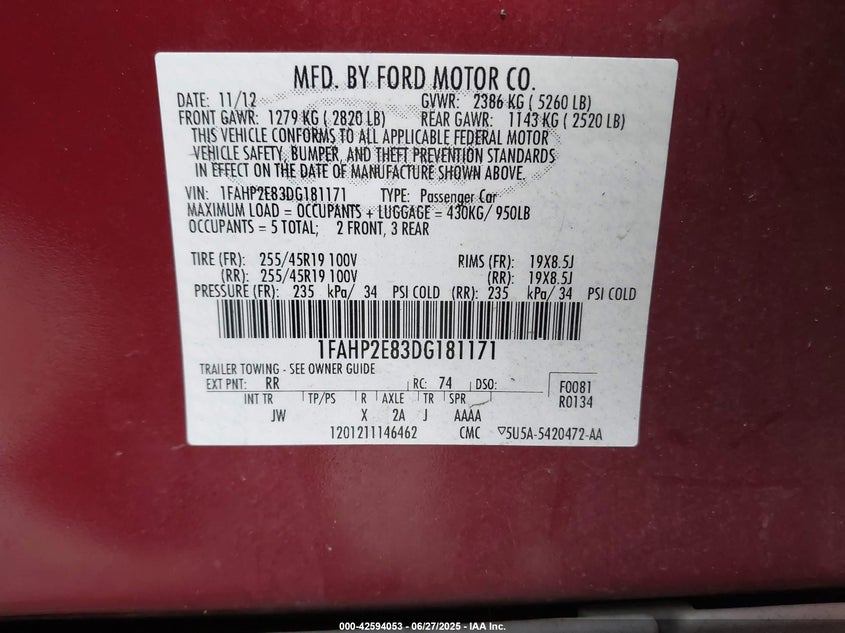 MFD. BY FORD MOTOR CO.
DATE: 11/12 GVWR: 2386 KG ( 5260 LB)
FRONT GAWR: 1279 KG ( 2820 LB) REAR GAWR: 1143 KG ( 2520 LB)
THIS VEHICLE CONFORMS TO ALL APPLICABLE FEDERAL MOTOR
VEHICLE SAFETY, BUMPER, AND THEFT PREVENTION STANDARDS
IN EFFECT ON THE DATE OF MANUFACTURE SHOWN ABOVE.
VIN: 1FAHP2E83DG181171 TYPE: Passenger Car
MAXIMUM LOAD = OCCUPANTS + LUGGAGE = 430KG/ 950LB
OCCUPANTS = 5 TOTAL; 2 FRONT, 3 REAR
TIRE (FR): 255/45R19 100V RIMS (FR): 19X8.5J
(RR): 255/45R19 100V (RR): 19X8.5J
PRESSURE (FR): 235 kPa/ 34 PSI COLD (RR): 235 kPa/ 34 PSI COLD
1FAHP2E83DG181171
TRAILER TOWING - SEE OWNER GUIDE
EXT PNT: RR RC: 74 DSO: F0081
INT TR TP/PS R AXLE TR SPR R0134
JW X 2A J AAAA
1201211146462 CMC ▽5U5A-5420472-AA
000-42594053 - 06/27/2025 - IAA Inc.